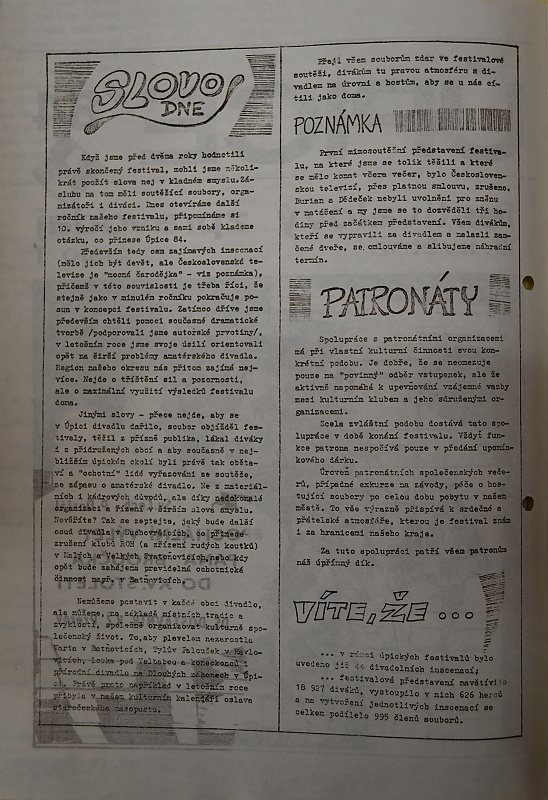 SLOVO
DNE
Když jsme před dvěma roky hodnotili
právě skončený festival, mohli jsme několi-
krát použít slova nej v kladném smyslu.Zá-
sluhu na tom měli soutěžící soubory, orga-
nizátoři i diváci. Dnes otevíráme další
ročník našeho festivalu, připomínáme si
10. výročí jeho vzniku a sami sobě klademe
otázku, co přinese Úpice 84.
Především tedy osm zajímavých inscenací
(mělo jich být devět, ale Československá te-
levize je "mocná čarodějka" - viz poznámka),
přičemž v této souvislosti je třeba říci, že
stejně jako v minulém ročníku pokračuje po-
sun v koncepci festivalu. Zatímco dříve jsme
především chtěli pomoci současné dramatické
tvorbě /podporovali jsme autorské prvotiny/,
v letošním roce jsme svoje úsilí orientovali
opět na širší problémy amatérského divadla.
Region našeho okresu nás přitom zajímá nej-
více. Nejde o tříštění sil a pozornosti,
ale o maximální využití výsledků festivalu
doma.
Jinými slovy - přece nejde, aby se
v Úpici divadlu dařilo, soubor objížděl fes-
tivaly, těžil z přízně publika, lákal diváky
i z přidružených obcí a aby současně v nej-
bližším úpickém okolí byli právě tak oběta-
ví a "ochotní" lidé vyřazováni ze soutěže,
ze zápasu o amatérské divadlo. Ne z materiál-
ních i kádrových důvodů, ale díky nedokonalé
organizaci a řízení v širším slova smyslu.
Nevěříte? Tak se zeptejte, jaký bude další
osud divadla v Suchovršicích, co přinese
zrušení klubů ROH (a zřízení rudých koutků)
v Malých a Velkých Svatoňovicích,nebo kdy
opět bude zahájena pravidelná ochotnická
činnost např. v Batňovicích.
Nemůžeme postavit v každé obci divadlo,
ale můžeme, na základě místních tradic a
zvyklostí, společně organizovat kulturně spo-
lečenský život. To,aby plevelem nezarostla
Varta v Batňovicích, Tylův Palouček v Havlo-
vicích, louka pod
přírodní divadlo na Dlouhých záhonech v Úpi-
ci. Právě proto například v letošním roce
přibyla v našem kulturním kalendáři oslava
staročeského masopustu.
Přeji všem souborům zdar ve festivalové
soutěži, divákům tu pravou atmosféru s di-
vadlem na úrovni a hostům, aby se u nás cí-
tili jako doma.
POZNÁMKA
První mimosoutěžní představení festiva-
lu, na které jsme se tolik těšili a které
se mělo konat včera večer, bylo Českosloven-
skou televizí, přes platnou smlouvu, zrušeno.
Burian a Dědeček nebyli uvolněni pro změnu
v natáčení a my jsme se to dozvěděli tři ho-
diny před začátkem představení. Všem divákům,
kteří se vypravili za divadlem a nalezli zam-
čené dveře, se omlouváme a slibujeme náhradní
termín.
PATRONÁTY
Spolupráce s patronátními organizacemi
má při vlastní kulturní činnosti svou kon-
krétní podobu. Je dobře, že se neomezuje
pouze na "povinný" odběr vstupenek, ale že
aktivně napomáhá k upevňování vzájemné vazby
mezi kulturním klubem a jeho sdruženými or-
ganizacemi.
Zcela zvláštní podobu dostává tato spo-
lupráce v době konání festivalu. Vždyť fun-
kce patrona nespočívá pouze v předání upomín-
kového dárku.
Úroveň patronátních společenských veče-
rů, případné exkurze na závody, péče o hos-
tující soubory po celou dobu pobytu v našem
městě. To vše výrazně přispívá k srdečné a
přátelské atmosféře, kterou je festival znám
i za hranicemi našeho kraje.
Za tuto spolupráci patří všem patronům
náš upřímný dík.
VÍTE, ŽE ...
... v rámci úpických festivalů bylo
uvedeno již 44 divadelních inscenací;
... festivalové představení navštívilo
18 927 diváků, vystoupilo v nich 626 herců
a na vytvoření jednotlivých inscenací se
celkem podílelo 995 členů souborů.